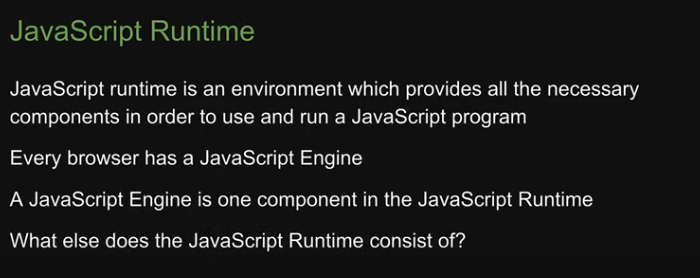 JavaScript Runtime
JavaScript runtime is an environment which provides all the necessary
components in order to use and run a JavaScript program
Every browser has a JavaScript Engine
A JavaScript Engine is one component in the JavaScript Runtime
What else does the JavaScript Runtime consist of?